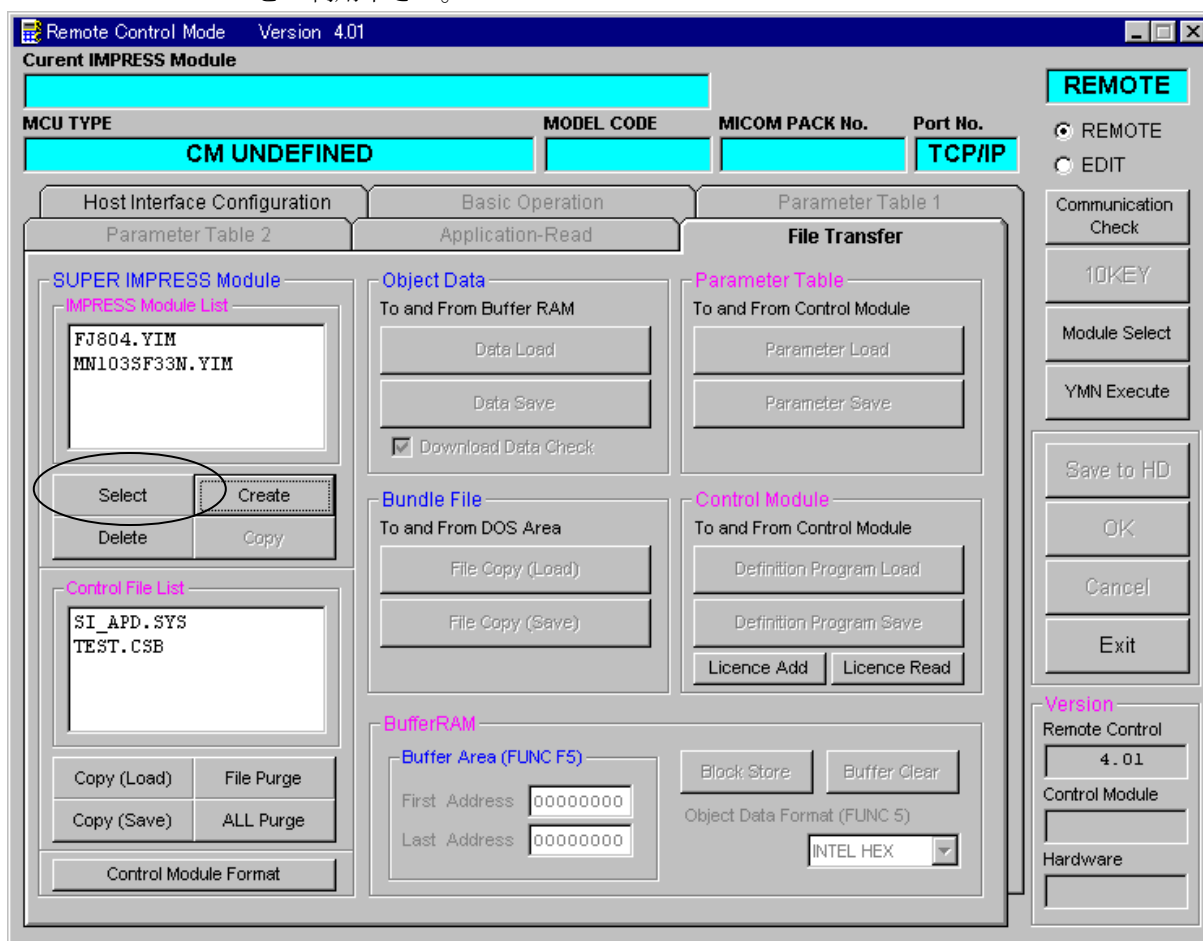 Remote Control Mode Version 4.01
Curent IMPRESS Module
REMOTE
MCU TYPE MODEL CODE MICOM PACK No. Port No.
CM UNDEFINED TCP/IP
REMOTE
EDIT
Host Interface Configuration Basic Operation Parameter Table 1
Parameter Table 2 Application-Read File Transfer
Communication
Check
10KEY
Module Select
YMN Execute
SUPER IMPRESS Module
IMPRESS Module List
FJ804.YIM
MN103SF33N.YIM
Select Create
Delete Copy
Control File List
SI_APD.SYS
TEST.CSB
Copy (Load) File Purge
Copy (Save) ALL Purge
Control Module Format
Object Data
To and From Buffer RAM
Data Load
Data Save
Download Data Check
Bundle File
To and From DOS Area
File Copy (Load)
File Copy (Save)
Parameter Table
To and From Control Module
Parameter Load
Parameter Save
Control Module
To and From Control Module
Definition Program Load
Definition Program Save
Licence Add Licence Read
BufferRAM
Buffer Area (FUNC F5)
First Address 00000000
Last Address 00000000
Block Store Buffer Clear
Object Data Format (FUNC 5)
INTEL HEX
Save to HD
OK
Cancel
Exit
Version
Remote Control
4.01
Control Module
Hardware